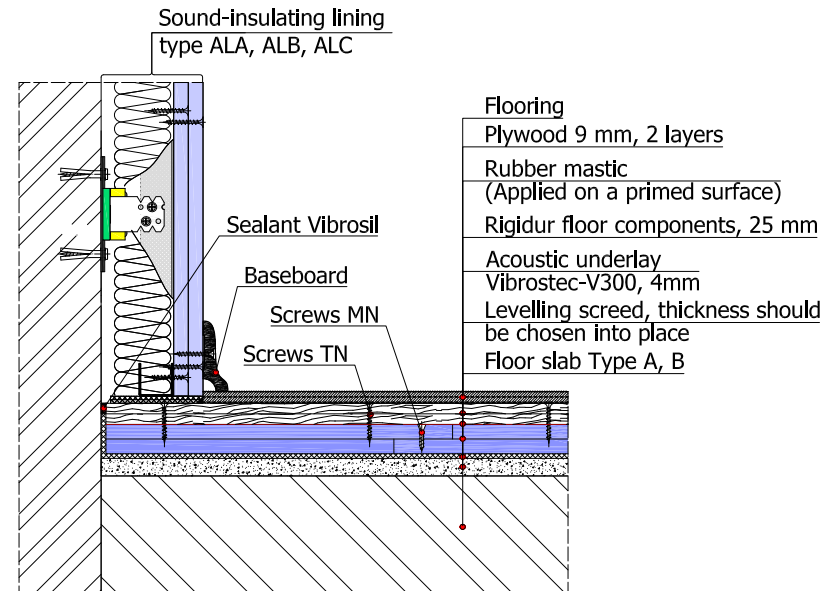 Sound-insulating lining
type ALA, ALB, ALC
Flooring
Plywood 9 mm, 2 layers
Rubber mastic
(Applied on a primed surface)
Sealant Vibrosil
Rigidur floor components, 25 mm
Acoustic underlay
Vibrostec-V300, 4mm
Baseboard
Levelling screed, thickness should
be chosen into place
Screws MN
Screws TN
Floor slab Type A, B